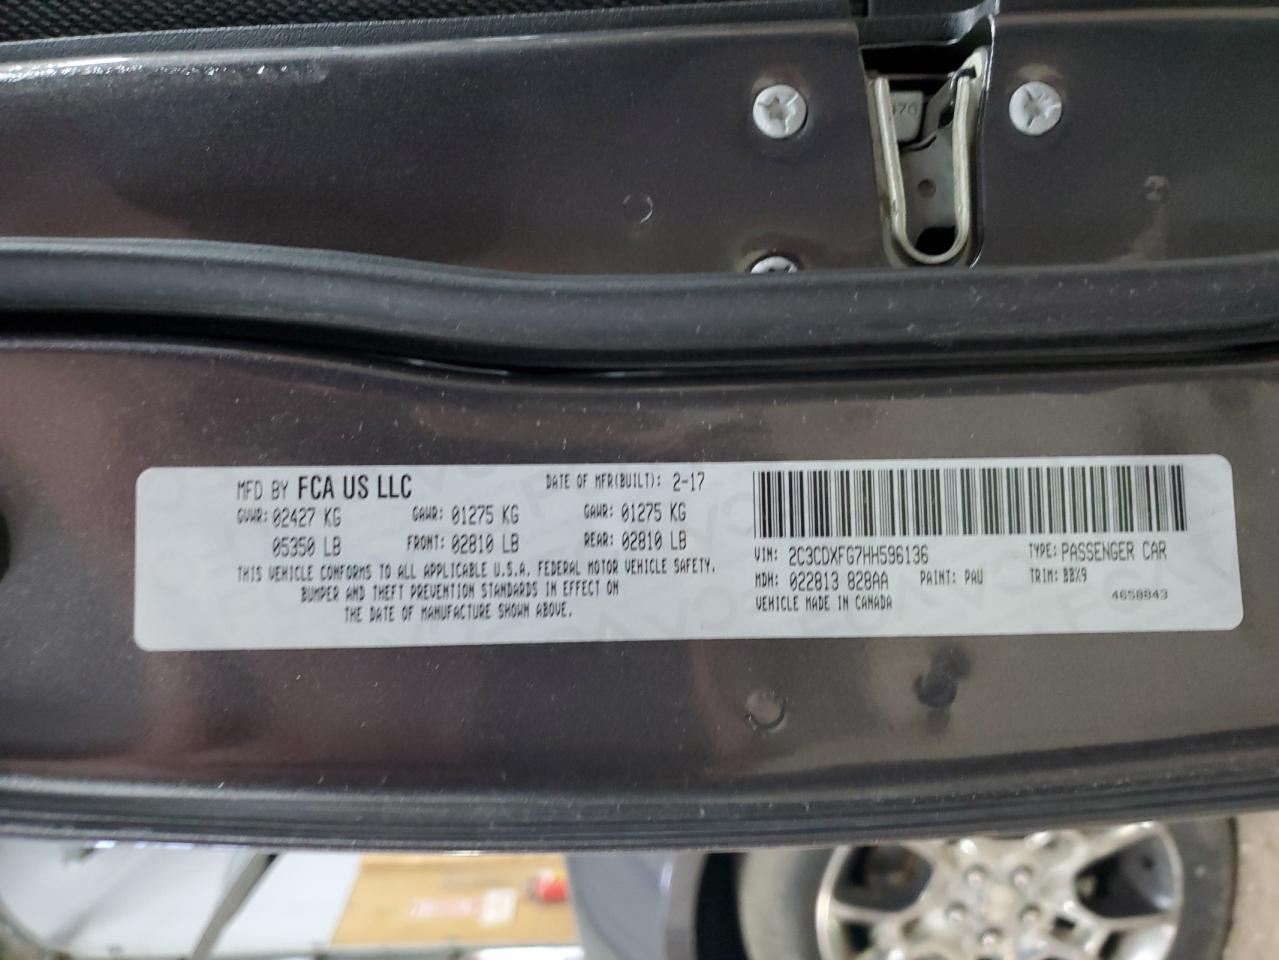 MFD BY FCA US LLC
DATE OF MFR(BUILT): 2-17
GVWR: 02427 KG
GAWR: 01275 KG
GAWR: 01275 KG
05350 LB
FRONT: 02810 LB
REAR: 02810 LB
THIS VEHICLE CONFORMS TO ALL APPLICABLE U.S.A. FEDERAL MOTOR VEHICLE SAFETY,
BUMPER AND THEFT PREVENTION STANDARDS IN EFFECT ON
THE DATE OF MANUFACTURE SHOWN ABOVE.
VIN: 2C3CDXFG7HH596136
TYPE: PASSENGER CAR
MDH: 022813 828AA
PAINT: PAU
TRIM: BBX9
VEHICLE MADE IN CANADA
4658843